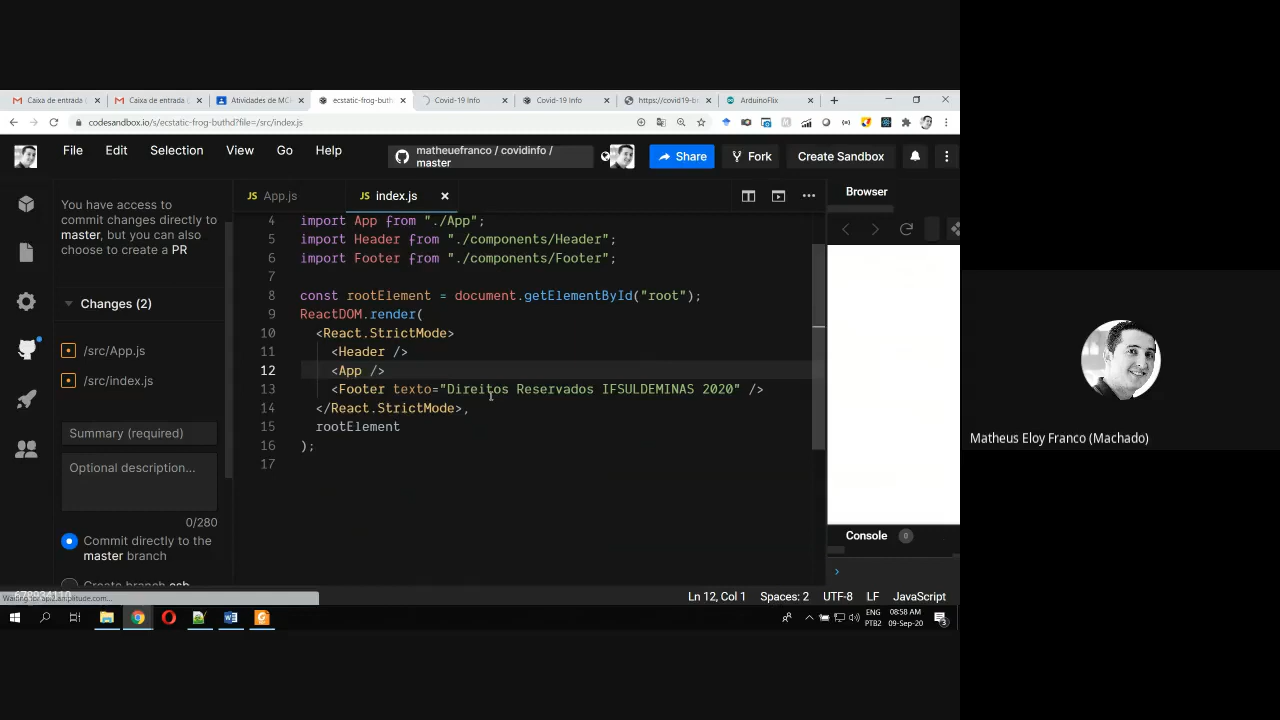 Caixa de entrada (
Caixa de entrada (
Atividades de MCH
ecstatic-frog-buthd
Covid-19 Info
Covid-19 Info
https://covid19-b
ArduinoFlix
codesandbox.io/s/ecstatic-frog-buthd?file=/src/index.js
File Edit Selection View Go Help
matheuefranco / covidinfo / master
Share
Fork
Create Sandbox
You have access to
commit changes directly to
master, but you can also
choose to create a PR
Changes (2)
/src/App.js
/src/index.js
Summary (required)
Optional description...
0/280
Commit directly to the
master branch
JS App.js
JS index.js
4 import App from "./App";
5 import Header from "./components/Header";
6 import Footer from "./components/Footer";
7
8 const rootElement = document.getElementById("root");
9 ReactDOM.render(
10 <React.StrictMode>
11 <Header />
12 <App />
13 <Footer texto="Direitos Reservados IFSULDEMINAS 2020" />
14 </React.StrictMode>,
15 rootElement
16 );
17
Browser
Console 0
Ln 12, Col 1 Spaces: 2 UTF-8 LF JavaScript
ENG
PTB2
08:58 AM
09-Sep-20
3
Matheus Eloy Franco (Machado)